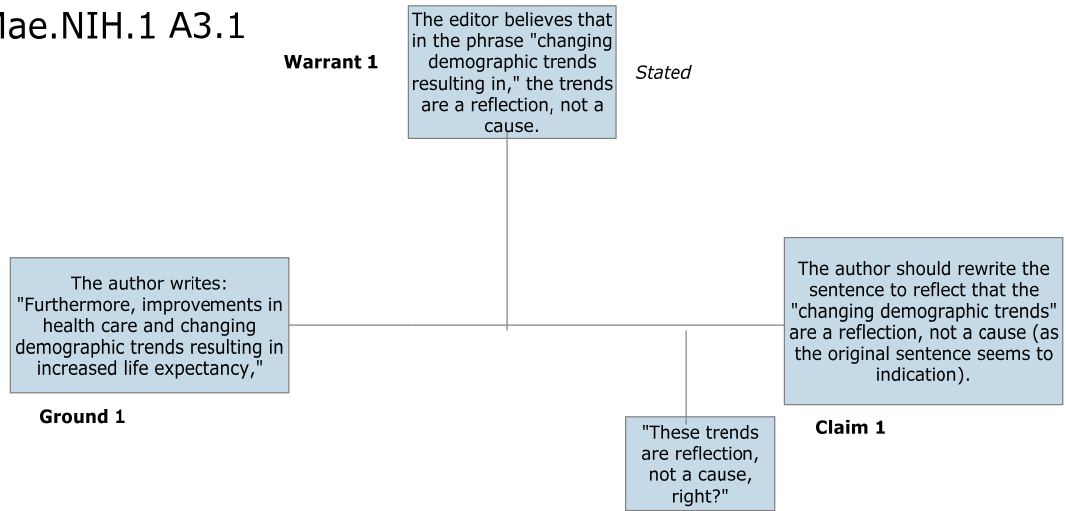 Mae.NIH.1 A3.1
Warrant 1
The editor believes that
in the phrase "changing
demographic trends
resulting in," the trends
are a reflection, not a
cause.
Stated
The author writes:
"Furthermore, improvements in
health care and changing
demographic trends resulting in
increased life expectancy,"
Ground 1
The author should rewrite the
sentence to reflect that the
"changing demographic trends"
are a reflection, not a cause (as
the original sentence seems to
indication).
Claim 1
"These trends
are reflection,
not a cause,
right?"